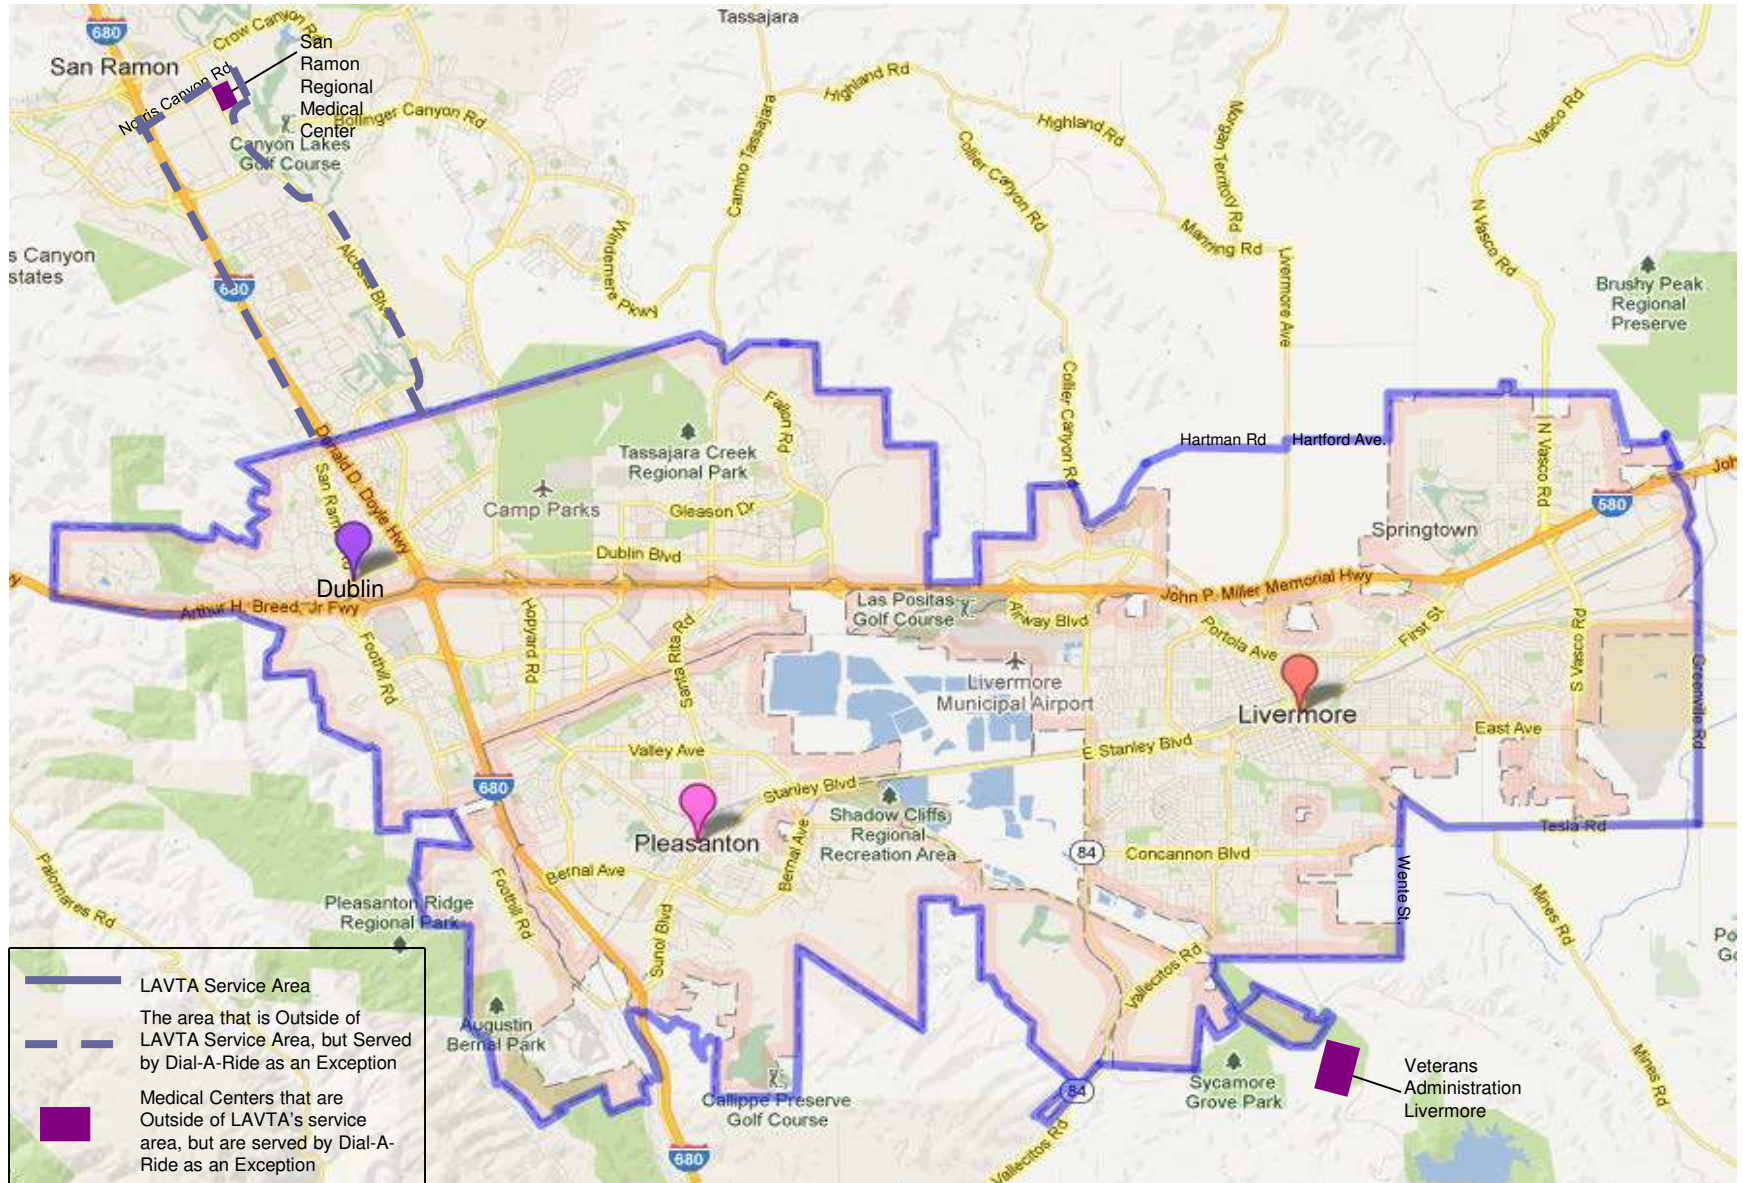 Tassajara
680
Crow Canyon Rd
San Ramon
San
Ramon
Regional
Medical
Center
Norris Canyon Rd
Bollinger Canyon Rd
Canyon Lakes
Golf Course
Highland Rd
Highland Rd
Camino Tassajara
Collier Canyon Rd
Morgan Territory Rd
Vasco Rd
N Vasco Rd
Manning Rd
Windemere Pkwy
Livermore Ave
s Canyon
states
680
Alcosta Blvd
Brushy Peak
Regional
Preserve
Collier Canyon Rd
Fallon Rd
Hartman Rd
Hartford Ave.
N Vasco Rd
Donald D. Doyle Hwy
San Ramon Rd
Tassajara Creek
Regional Park
Camp Parks
Gleason Dr
Dublin Blvd
Springtown
580
Joh
Dublin
Arthur H. Breed, Jr Fwy
John P. Miller Memorial Hwy
Las Positas
Golf Course
Airway Blvd
Portola Ave
First St
S Vasco Rd
Foothill Rd
Hopyard Rd
Santa Rita Rd
Livermore
Municipal Airport
Livermore
Greenville Rd
East Ave
E Stanley Blvd
Valley Ave
680
Stanley Blvd
Shadow Cliffs
Regional
Recreation Area
Pleasanton
Bernal Ave
Bernal Ave
84
Concannon Blvd
Tesla Rd
Wente St.
Palomares Rd
Foothill Rd
Pleasanton Ridge
Regional Park
Sunol Blvd
Mines Rd
Po
Go
Vallecitos Rd
Augustin
Bernal Park
Callippe Preserve
Golf Course
84
Sycamore
Grove Park
Veterans
Administration
Livermore
Mines Rd
Vallecitos Rd
680
LAVTA Service Area
The area that is Outside of
LAVTA Service Area, but Served
by Dial-A-Ride as an Exception
Medical Centers that are
Outside of LAVTA's service
area, but are served by Dial-A-
Ride as an Exception